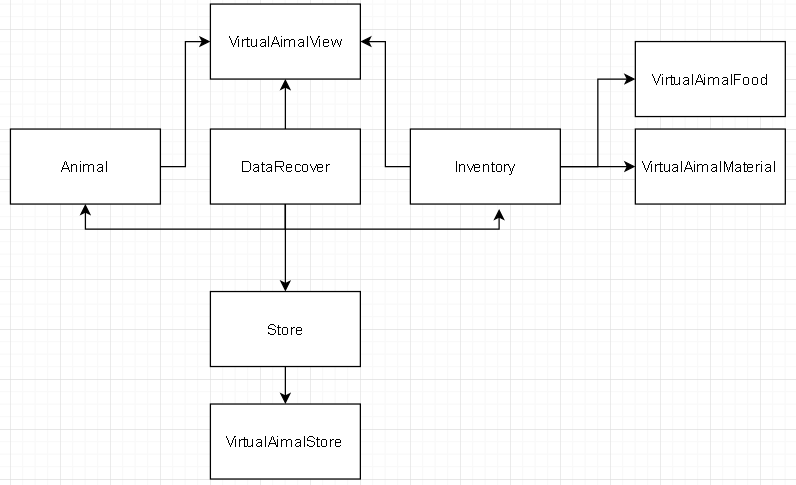 VirtualAimalView
VirtualAimalFood
Animal
DataRecover
Inventory
VirtualAimalMaterial
Store
VirtualAimalStore